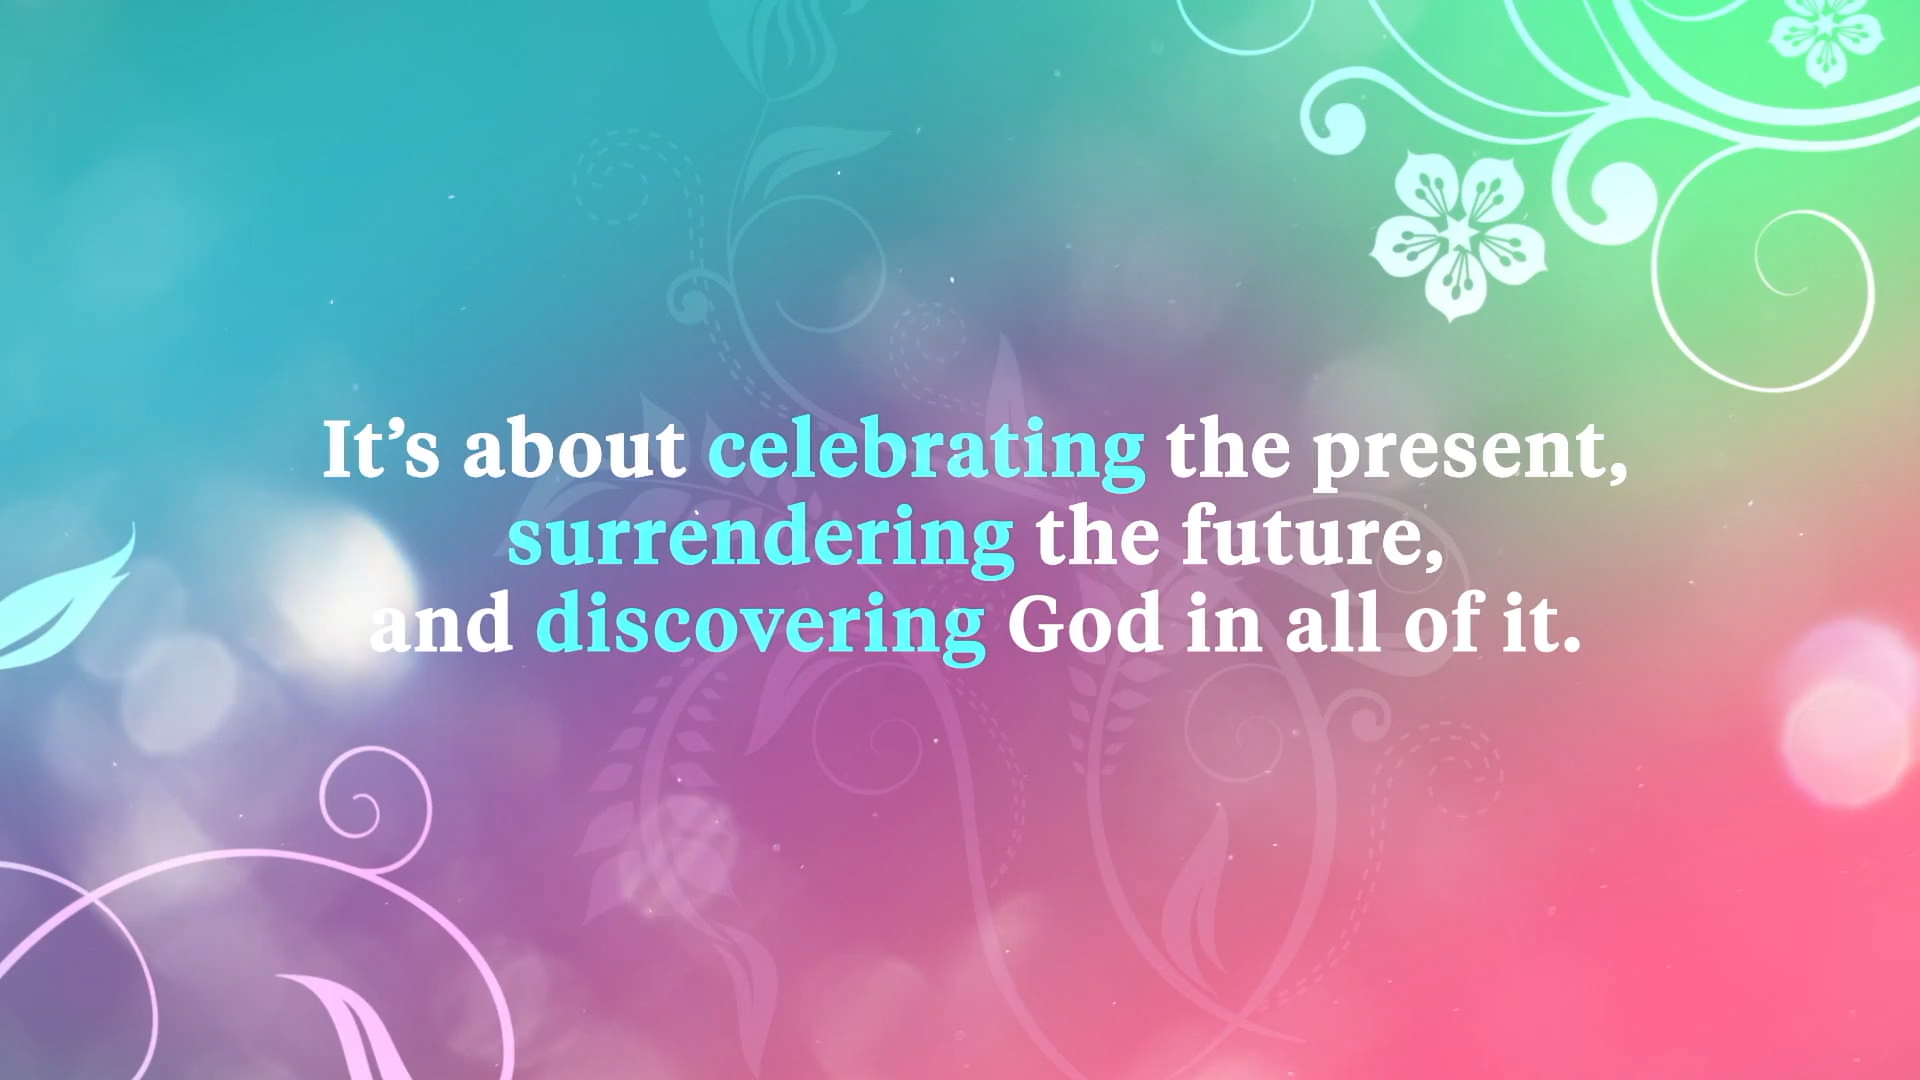 It’s about celebrating the present,
surrendering the future,
and discovering God in all of it.